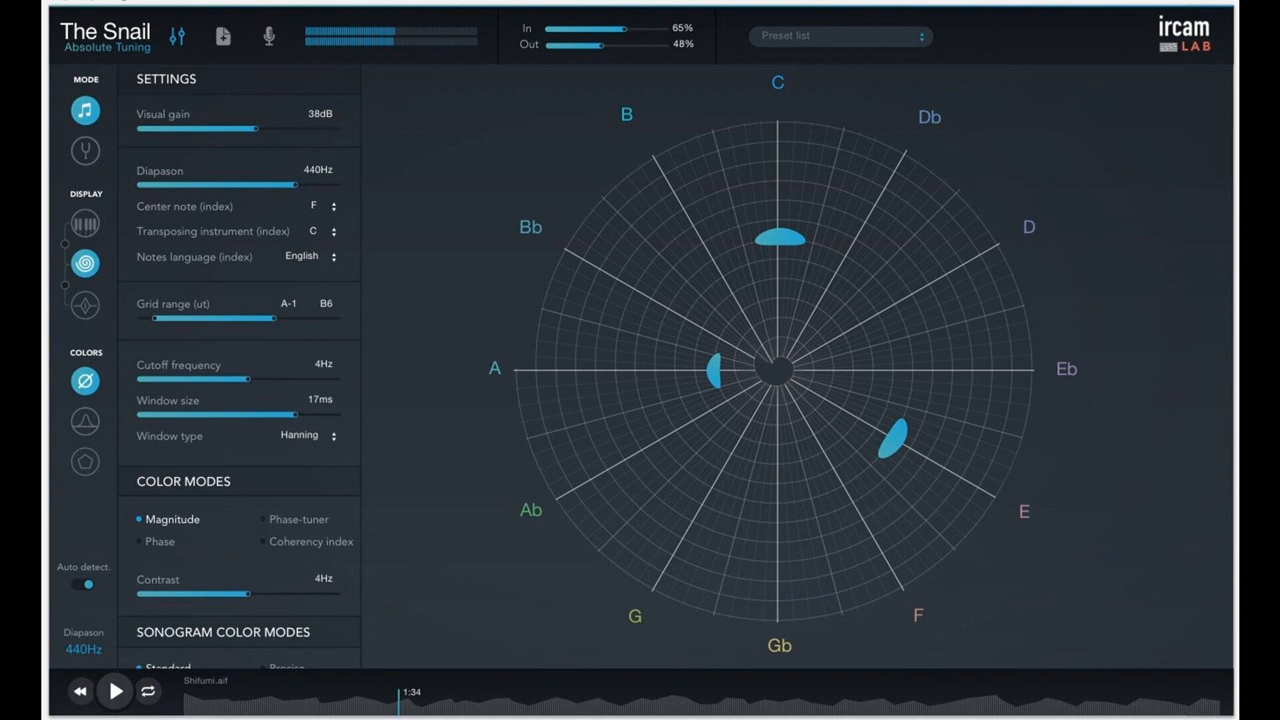 The Snail
Absolute Tuning
In 65%
Out 48%
Preset list
ircam
LAB
MODE
DISPLAY
COLORS
Auto detect.
Diapason
440Hz
SETTINGS
Visual gain 38dB
Diapason 440Hz
Center note (index) F
Transposing instrument (index) C
Notes language (index) English
Grid range (ut) A-1 B6
Cutoff frequency 4Hz
Window size 17ms
Window type Hanning
COLOR MODES
Magnitude Phase-tuner
Phase Coherency index
Contrast 4Hz
SONOGRAM COLOR MODES
Standard Precise
C
B Db
Bb D
A Eb
Ab E
G F
Gb
Shifumi.aif
1:34